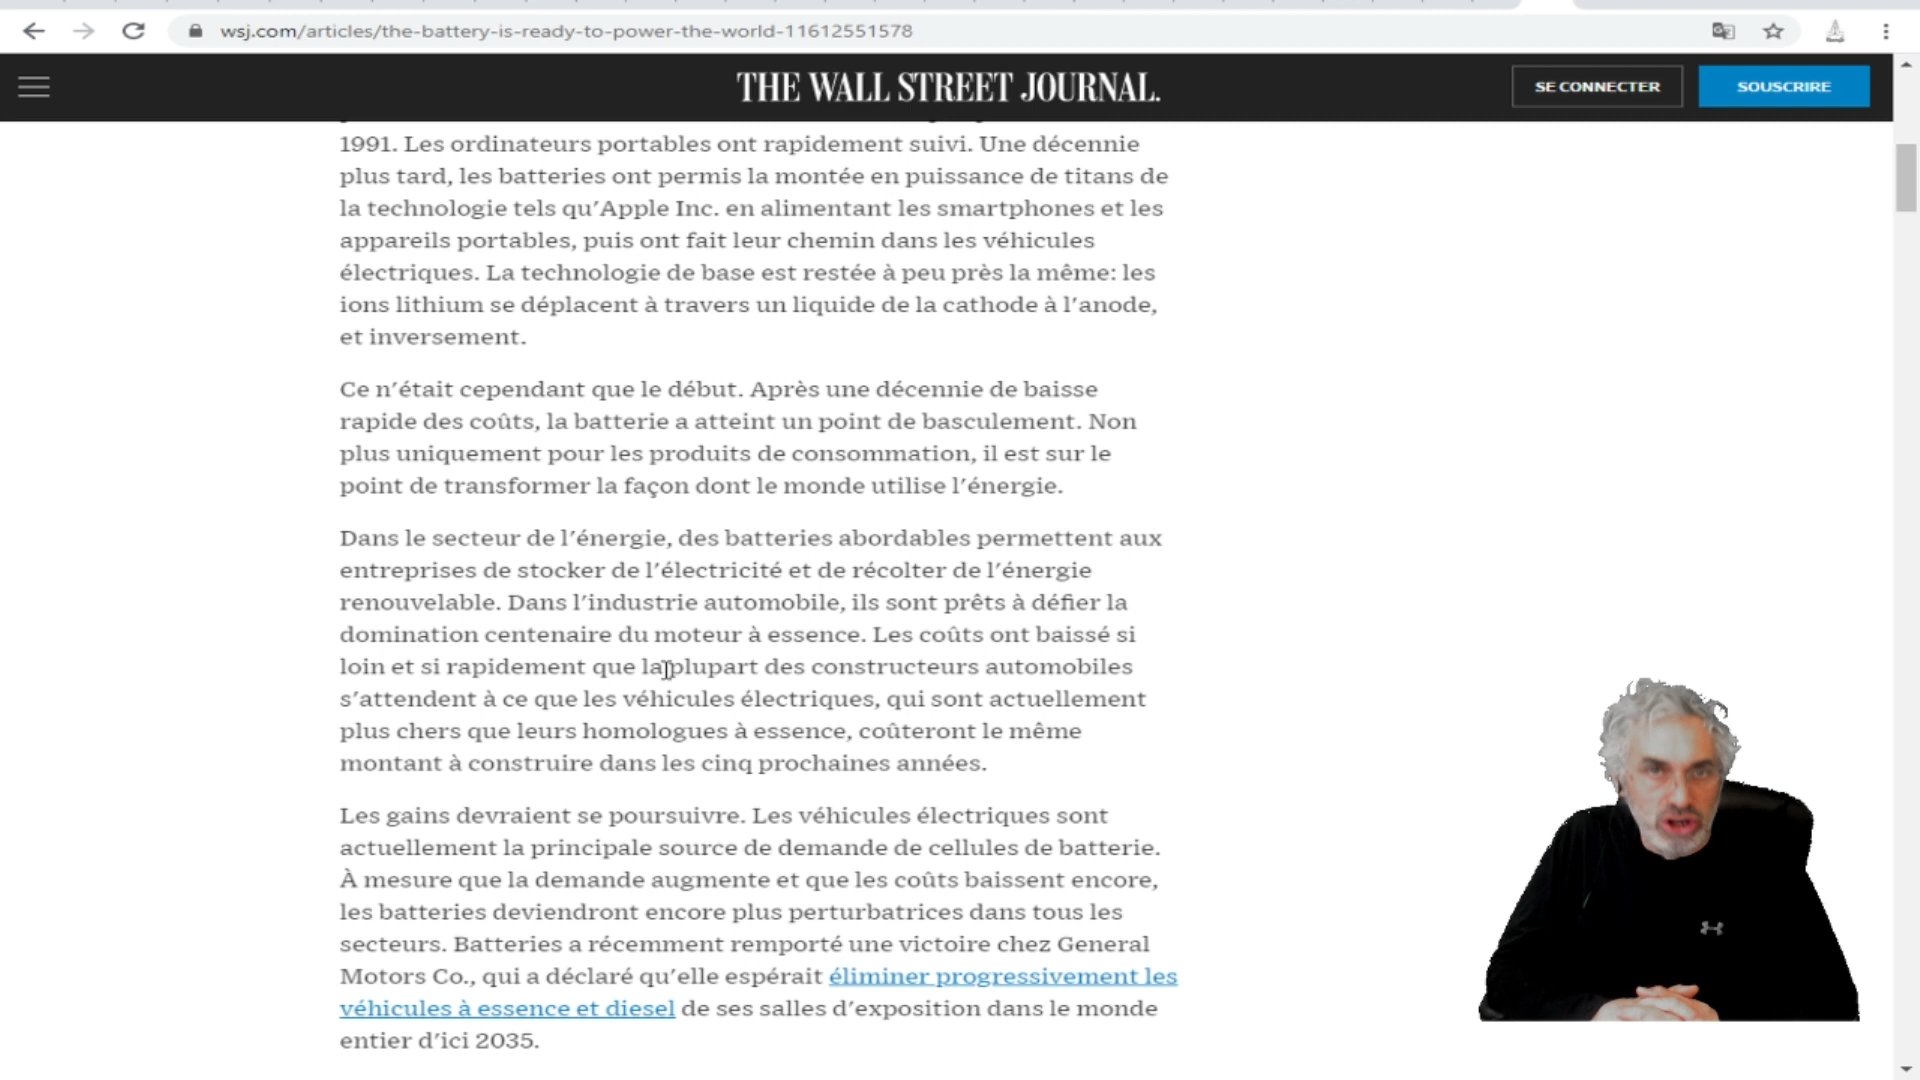 wsj.com/articles/the-battery-is-ready-to-power-the-world-11612551578
THE WALL STREET JOURNAL.
SE CONNECTER
SOUSCRIRE
1991. Les ordinateurs portables ont rapidement suivi. Une décennie
plus tard, les batteries ont permis la montée en puissance de titans de
la technologie tels qu'Apple Inc. en alimentant les smartphones et les
appareils portables, puis ont fait leur chemin dans les véhicules
électriques. La technologie de base est restée à peu près la même: les
ions lithium se déplacent à travers un liquide de la cathode à l'anode,
et inversement.
Ce n'était cependant que le début. Après une décennie de baisse
rapide des coûts, la batterie a atteint un point de basculement. Non
plus uniquement pour les produits de consommation, il est sur le
point de transformer la façon dont le monde utilise l'énergie.
Dans le secteur de l'énergie, des batteries abordables permettent aux
entreprises de stocker de l'électricité et de récolter de l'énergie
renouvelable. Dans l'industrie automobile, ils sont prêts à défier la
domination centenaire du moteur à essence. Les coûts ont baissé si
loin et si rapidement que la plupart des constructeurs automobiles
s'attendent à ce que les véhicules électriques, qui sont actuellement
plus chers que leurs homologues à essence, coûteront le même
montant à construire dans les cinq prochaines années.
Les gains devraient se poursuivre. Les véhicules électriques sont
actuellement la principale source de demande de cellules de batterie.
À mesure que la demande augmente et que les coûts baissent encore,
les batteries deviendront encore plus perturbatrices dans tous les
secteurs. Batteries a récemment remporté une victoire chez General
Motors Co., qui a déclaré qu'elle espérait éliminer progressivement les
véhicules à essence et diesel de ses salles d'exposition dans le monde
entier d'ici 2035.